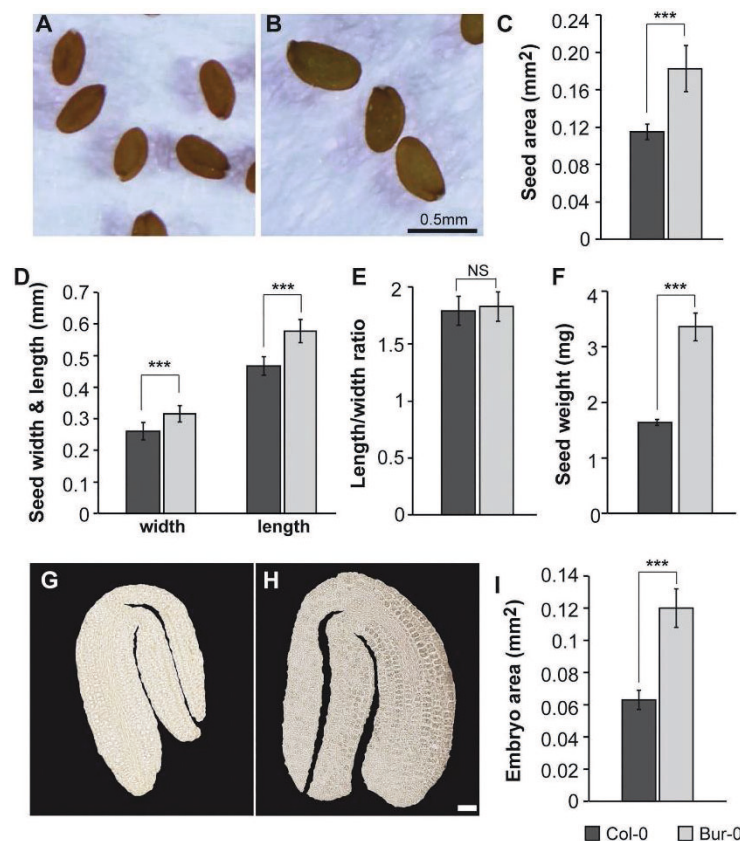 A
B
0.5mm
C
Seed area (mm2)
0.24
0.20
0.16
0.12
0.08
0.04
0
***
D
Seed width & length (mm)
0.7
0.6
0.5
0.4
0.3
0.2
0.1
0
***
***
width
length
E
Length/width ratio
2
1.5
1
0.5
0
NS
F
Seed weight (mg)
4
3
2
1
0
***
G
H
I
Embryo area (mm2)
0.14
0.12
0.10
0.08
0.06
0.04
0.02
0
***
Col-0
Bur-0